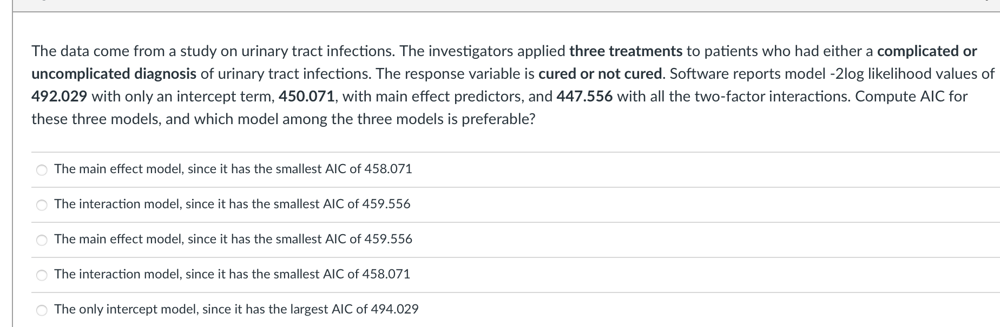 The data come from a study on urinary tract infections. The investigators applied three treatments to patients who had either a complicated or
uncomplicated diagnosis of urinary tract infections. The response variable is cured or not cured. Software reports model -2log likelihood values of
492.029 with only an intercept term, 450.071, with main effect predictors, and 447.556 with all the two-factor interactions. Compute AIC for
these three models, and which model among the three models is preferable?
The main effect model, since it has the smallest AIC of 458.071
The interaction model, since it has the smallest AIC of 459.556
The main effect model, since it has the smallest AIC of 459.556
The interaction model, since it has the smallest AIC of 458.071
The only intercept model, since it has the largest AIC of 494.029